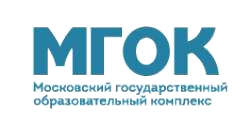 МГОК
Московский государственный
образовательный комплекс